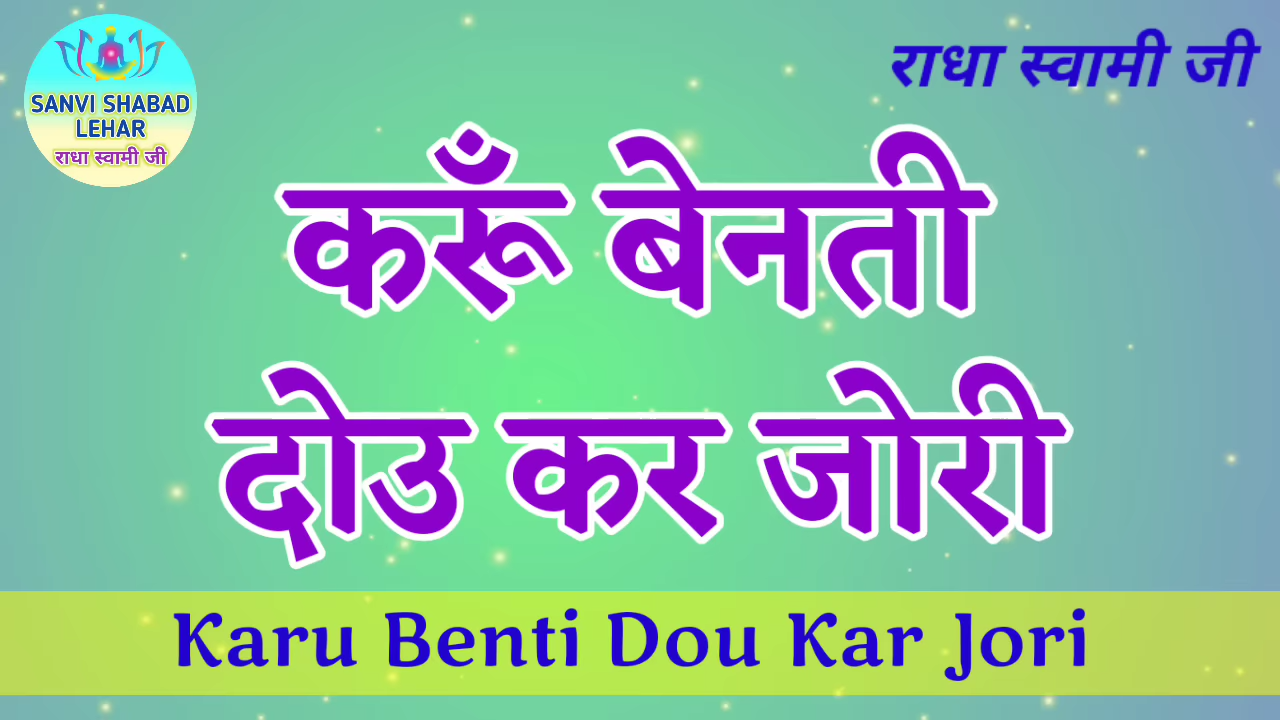 SANVI SHABAD
LEHAR
राधा स्वामी जी
राधा स्वामी जी
करूँ बेनती
दोउ कर जोरी
Karu Benti Dou Kar Jori